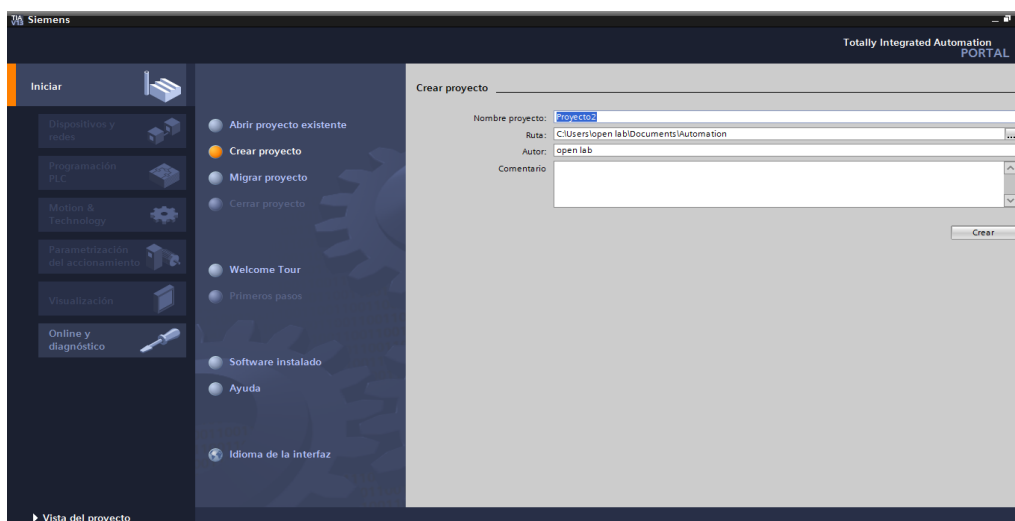 TIA V13 Siemens
Totally Integrated Automation
PORTAL
Iniciar
Dispositivos y
redes
Programación
PLC
Motion &
Technology
Parametrización
del accionamiento
Visualización
Online y
diagnóstico
Abrir proyecto existente
Crear proyecto
Migrar proyecto
Cerrar proyecto
Welcome Tour
Primeros pasos
Software instalado
Ayuda
Idioma de la interfaz
Crear proyecto
Nombre proyecto: Proyecto2
Ruta: C:\Users\open lab\Documents\Automation
...
Autor: open lab
Comentario
Crear
Vista del proyecto